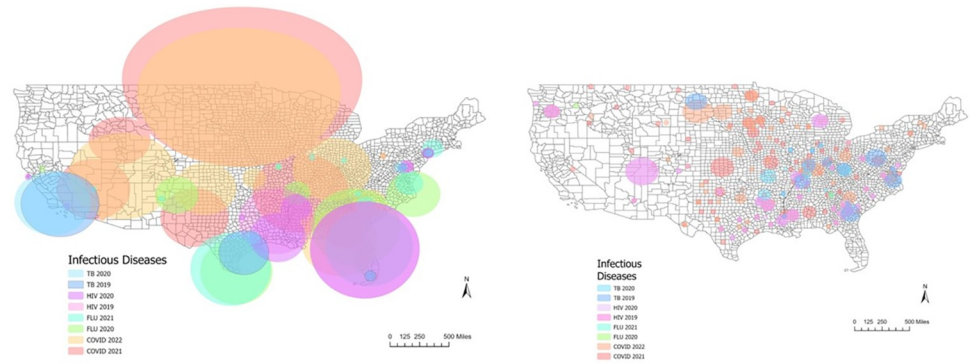 Infectious Diseases
TB 2020
TB 2019
HIV 2020
HIV 2019
FLU 2021
FLU 2020
COVID 2022
COVID 2021
N
0 125 250 500 Miles
Infectious
Diseases
TB 2020
TB 2019
HIV 2020
HIV 2019
FLU 2021
FLU 2020
COVID 2022
COVID 2021
N
0 125 250 500 Miles